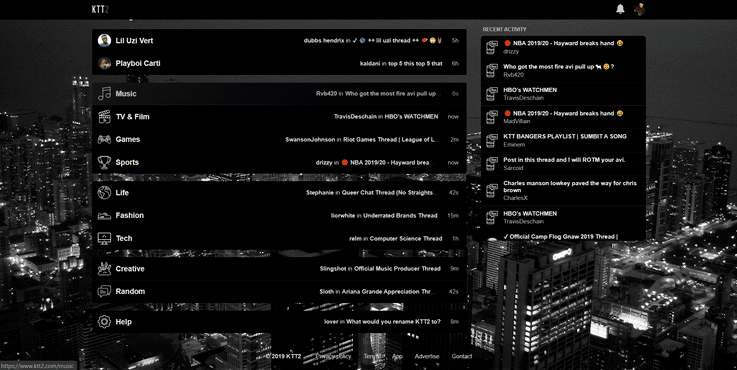 KTT2
RECENT ACTIVITY
Lil Uzi Vert dubbs hendrix in ✓ 🌎 ++ lil uzi thread ++ 5h
Playboi Carti kaldani in top 5 this top 5 that 6h
Music Rvb420 in Who got the most fire avi pull up... 6s
TV & Film TravisDeschain in HBO's WATCHMEN now
Games SwansonJohnson in Riot Games Thread | League of L... 2m
Sports drizzy in 🏀 NBA 2019/20 - Hayward brea... now
Life Stephanie in Queer Chat Thread (No Straights... 42s
Fashion liorwhite in Underrated Brands Thread 15m
Tech relm in Computer Science Thread 1h
Creative Slingshot in Official Music Producer Thread 9m
Random Sloth in Ariana Grande Appreciation Thr... 42s
Help lover in What would you rename KTT2 to? 8m
🏀 NBA 2019/20 - Hayward breaks hand
drizzy
Who got the most fire avi pull up ?
Rvb420
HBO's WATCHMEN
TravisDeschain
🏀 NBA 2019/20 - Hayward breaks hand
MadVillain
KTT BANGERS PLAYLIST | SUMBIT A SONG
Eminem
Post in this thread and I will ROTM your avi.
Sarcoid
Charles manson lowkey paved the way for chris
brown
CharlesX
HBO's WATCHMEN
TravisDeschain
✓ Official Camp Flog Gnaw 2019 Thread |
© 2019 KTT2 Privacy policy Terms App Advertise Contact
https://www.ktt2.com/music